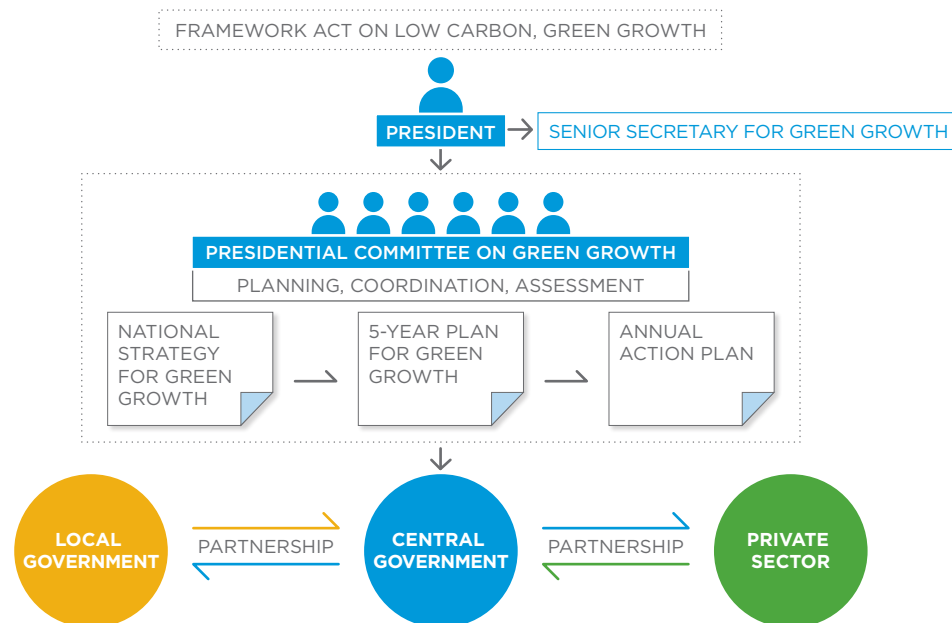 FRAMEWORK ACT ON LOW CARBON, GREEN GROWTH
PRESIDENT
SENIOR SECRETARY FOR GREEN GROWTH
PRESIDENTIAL COMMITTEE ON GREEN GROWTH
PLANNING, COORDINATION, ASSESSMENT
NATIONAL
STRATEGY
FOR GREEN
GROWTH
5-YEAR PLAN
FOR GREEN
GROWTH
ANNUAL
ACTION PLAN
LOCAL
GOVERNMENT
PARTNERSHIP
CENTRAL
GOVERNMENT
PARTNERSHIP
PRIVATE
SECTOR